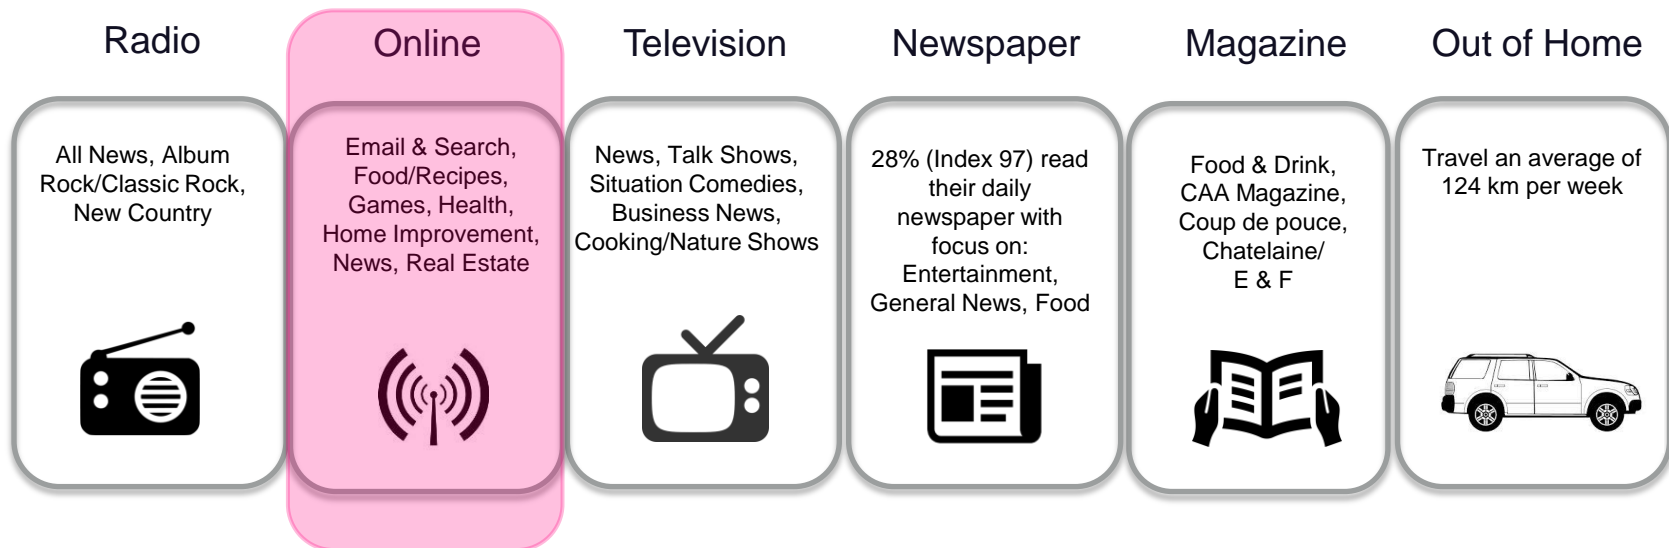 Radio
All News, Album
Rock/Classic Rock,
New Country
Online
Email & Search,
Food/Recipes,
Games, Health,
Home Improvement,
News, Real Estate
Television
News, Talk Shows,
Situation Comedies,
Business News,
Cooking/Nature Shows
Newspaper
28% (Index 97) read
their daily
newspaper with
focus on:
Entertainment,
General News, Food
Magazine
Food & Drink,
CAA Magazine,
Coup de pouce,
Chatelaine/
E & F
Out of Home
Travel an average of
124 km per week